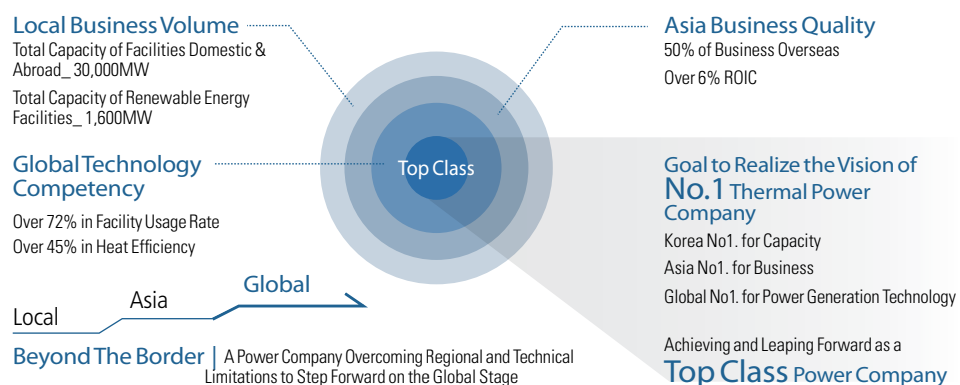 Local Business Volume
Total Capacity of Facilities Domestic &
Abroad_ 30,000MW
Total Capacity of Renewable Energy
Facilities_ 1,600MW
Asia Business Quality
50% of Business Overseas
Over 6% ROIC
Global Technology
Competency
Over 72% in Facility Usage Rate
Over 45% in Heat Efficiency
Top Class
Goal to Realize the Vision of
No.1 Thermal Power
Company
Korea No1. for Capacity
Asia No1. for Business
Global No1. for Power Generation Technology
Achieving and Leaping Forward as a
Top Class Power Company
Local
Asia
Global
Beyond The Border | A Power Company Overcoming Regional and Technical
Limitations to Step Forward on the Global Stage